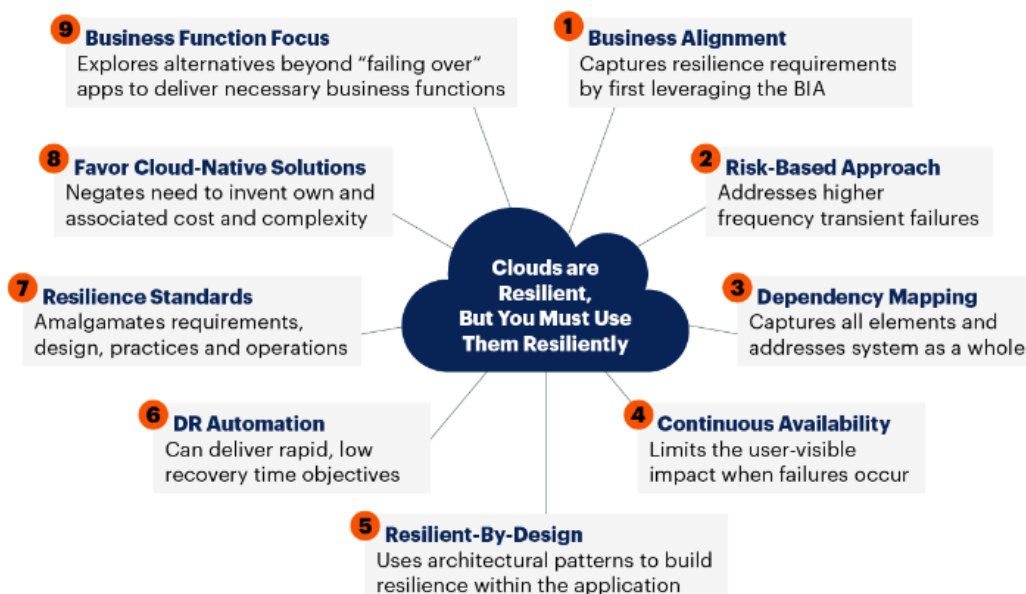 Clouds are
Resilient,
But You Must Use
Them Resiliently
1 Business Alignment
Captures resilience requirements
by first leveraging the BIA
2 Risk-Based Approach
Addresses higher
frequency transient failures
3 Dependency Mapping
Captures all elements and
addresses system as a whole
4 Continuous Availability
Limits the user-visible
impact when failures occur
5 Resilient-By-Design
Uses architectural patterns to build
resilience within the application
6 DR Automation
Can deliver rapid, low
recovery time objectives
7 Resilience Standards
Amalgamates requirements,
design, practices and operations
8 Favor Cloud-Native Solutions
Negates need to invent own and
associated cost and complexity
9 Business Function Focus
Explores alternatives beyond “failing over”
apps to deliver necessary business functions